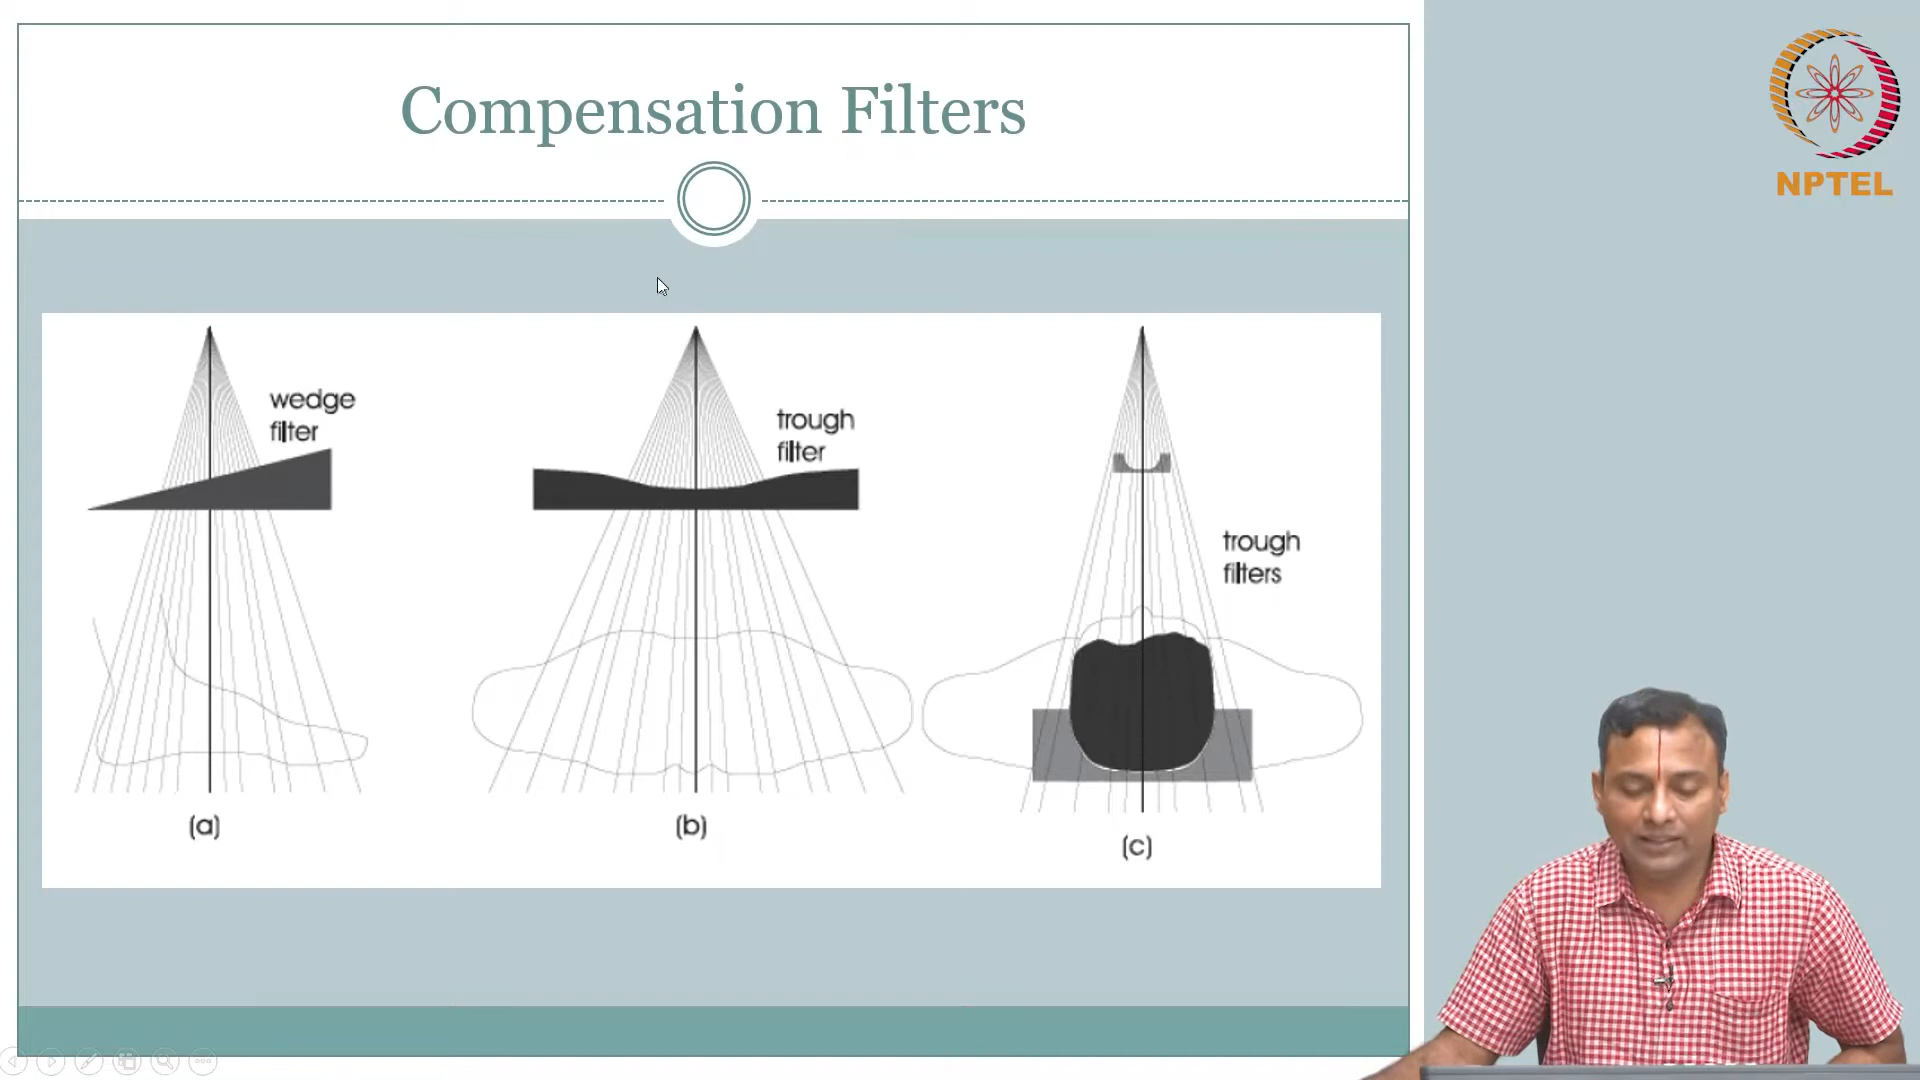 Compensation Filters
NPTEL
wedge
filter
trough
filter
trough
filters
(a)
(b)
(c)